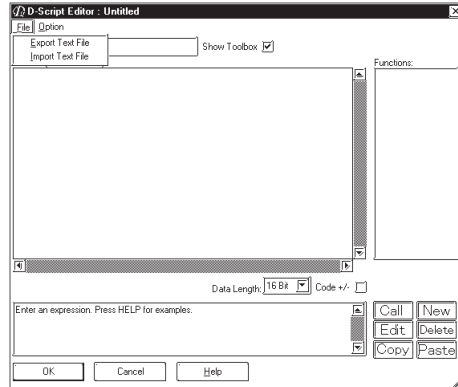 D-Script Editor : Untitled
File Option
Export Text File
Import Text File
Show Toolbox
Functions:
Data Length: 16 Bit Code +/-
Enter an expression. Press HELP for examples.
Call New
Edit Delete
Copy Paste
OK Cancel Help